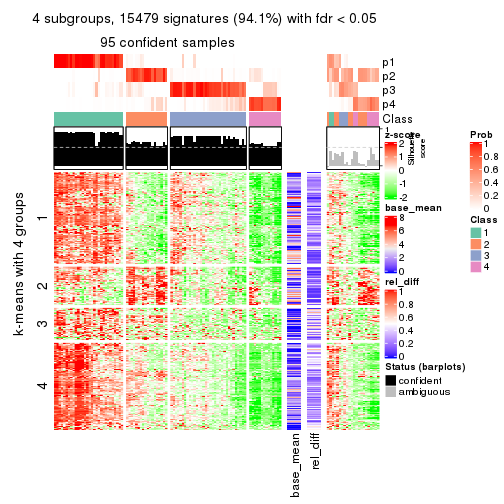 4 subgroups, 15479 signatures (94.1%) with fdr < 0.05
95 confident samples
p1
p2
p3
p4
Class
1
Silhouette
score
k-means with 4 groups
1
2
3
4
base_mean
rel_diff
z-score
2
1
0
-1
-2
base_mean
8
6
4
2
0
rel_diff
1
0.8
0.6
0.4
0.2
0
Status (barplots)
confident
ambiguous
Prob
1
0.8
0.6
0.4
0.2
0
Class
1
2
3
4